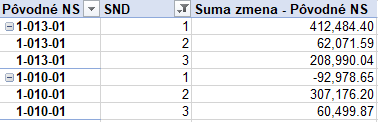 Pôvodné NS SND Suma zmena - Pôvodné NS
1-013-01 1 412,484.40
1-013-01 2 62,071.59
1-013-01 3 208,990.04
1-010-01 1 -92,978.65
1-010-01 2 307,176.20
1-010-01 3 60,499.87